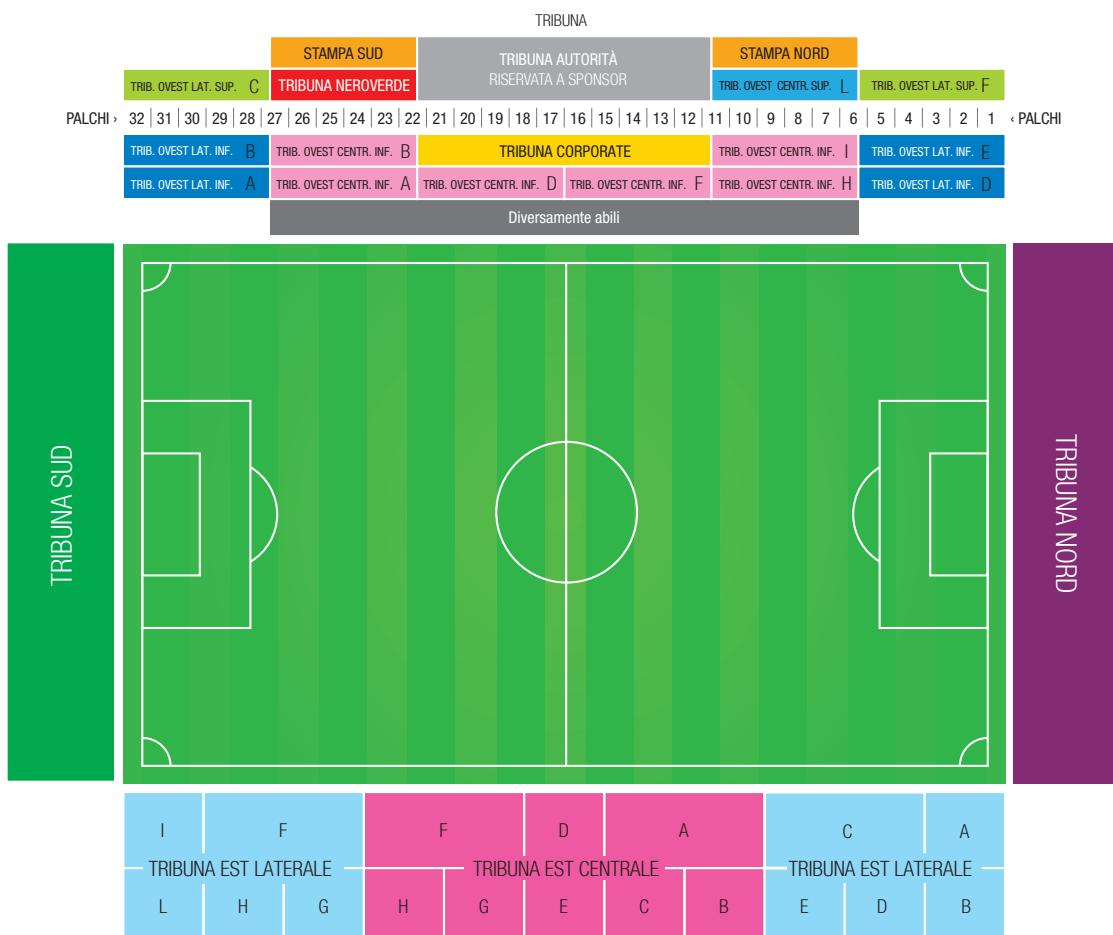 TRIBUNA
STAMPA SUD
TRIBUNA AUTORITÀ
RISERVATA A SPONSOR
STAMPA NORD
TRIB. OVEST LAT. SUP. C
TRIBUNA NEROVERDE
TRIB. OVEST CENTR. SUP. L
TRIB. OVEST LAT. SUP. F
PALCHI › 32 | 31 | 30 | 29 | 28 | 27 | 26 | 25 | 24 | 23 | 22 | 21 | 20 | 19 | 18 | 17 | 16 | 15 | 14 | 13 | 12 | 11 | 10 | 9 | 8 | 7 | 6 | 5 | 4 | 3 | 2 | 1 ‹ PALCHI
TRIB. OVEST LAT. INF. B
TRIB. OVEST CENTR. INF. B
TRIBUNA CORPORATE
TRIB. OVEST CENTR. INF. I
TRIB. OVEST LAT. INF. E
TRIB. OVEST LAT. INF. A
TRIB. OVEST CENTR. INF. A
TRIB. OVEST CENTR. INF. D
TRIB. OVEST CENTR. INF. F
TRIB. OVEST CENTR. INF. H
TRIB. OVEST LAT. INF. D
Diversamente abili
TRIBUNA SUD
TRIBUNA NORD
I F F D A C A
TRIBUNA EST LATERALE
TRIBUNA EST CENTRALE
TRIBUNA EST LATERALE
L H G H G E C B E D B